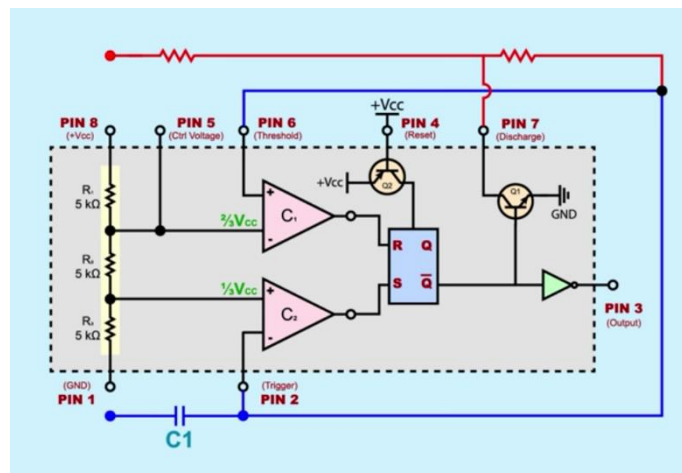 +Vcc
PIN 8
(+Vcc)
PIN 5
(Ctrl Voltage)
PIN 6
(Threshold)
PIN 4
(Reset)
PIN 7
(Discharge)
+Vcc
Q2
Q1
GND
5 kΩ
⅔Vcc
+
-
C₁
R
Q
S
Q̅
5 kΩ
⅓Vcc
+
-
C₂
5 kΩ
PIN 3
(Output)
(GND)
PIN 1
(Trigger)
PIN 2
C1